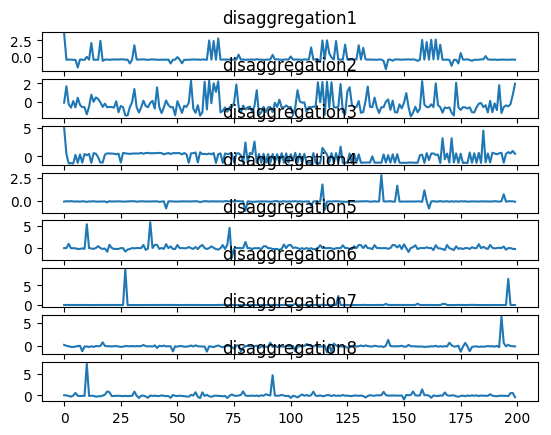 disaggregation1
2.5
0.0
disaggregation2
2
0
disaggregation3
5
0
disaggregation4
2.5
0.0
disaggregation5
5
0
disaggregation6
5
0
disaggregation7
5
0
disaggregation8
5
0
0 25 50 75 100 125 150 175 200